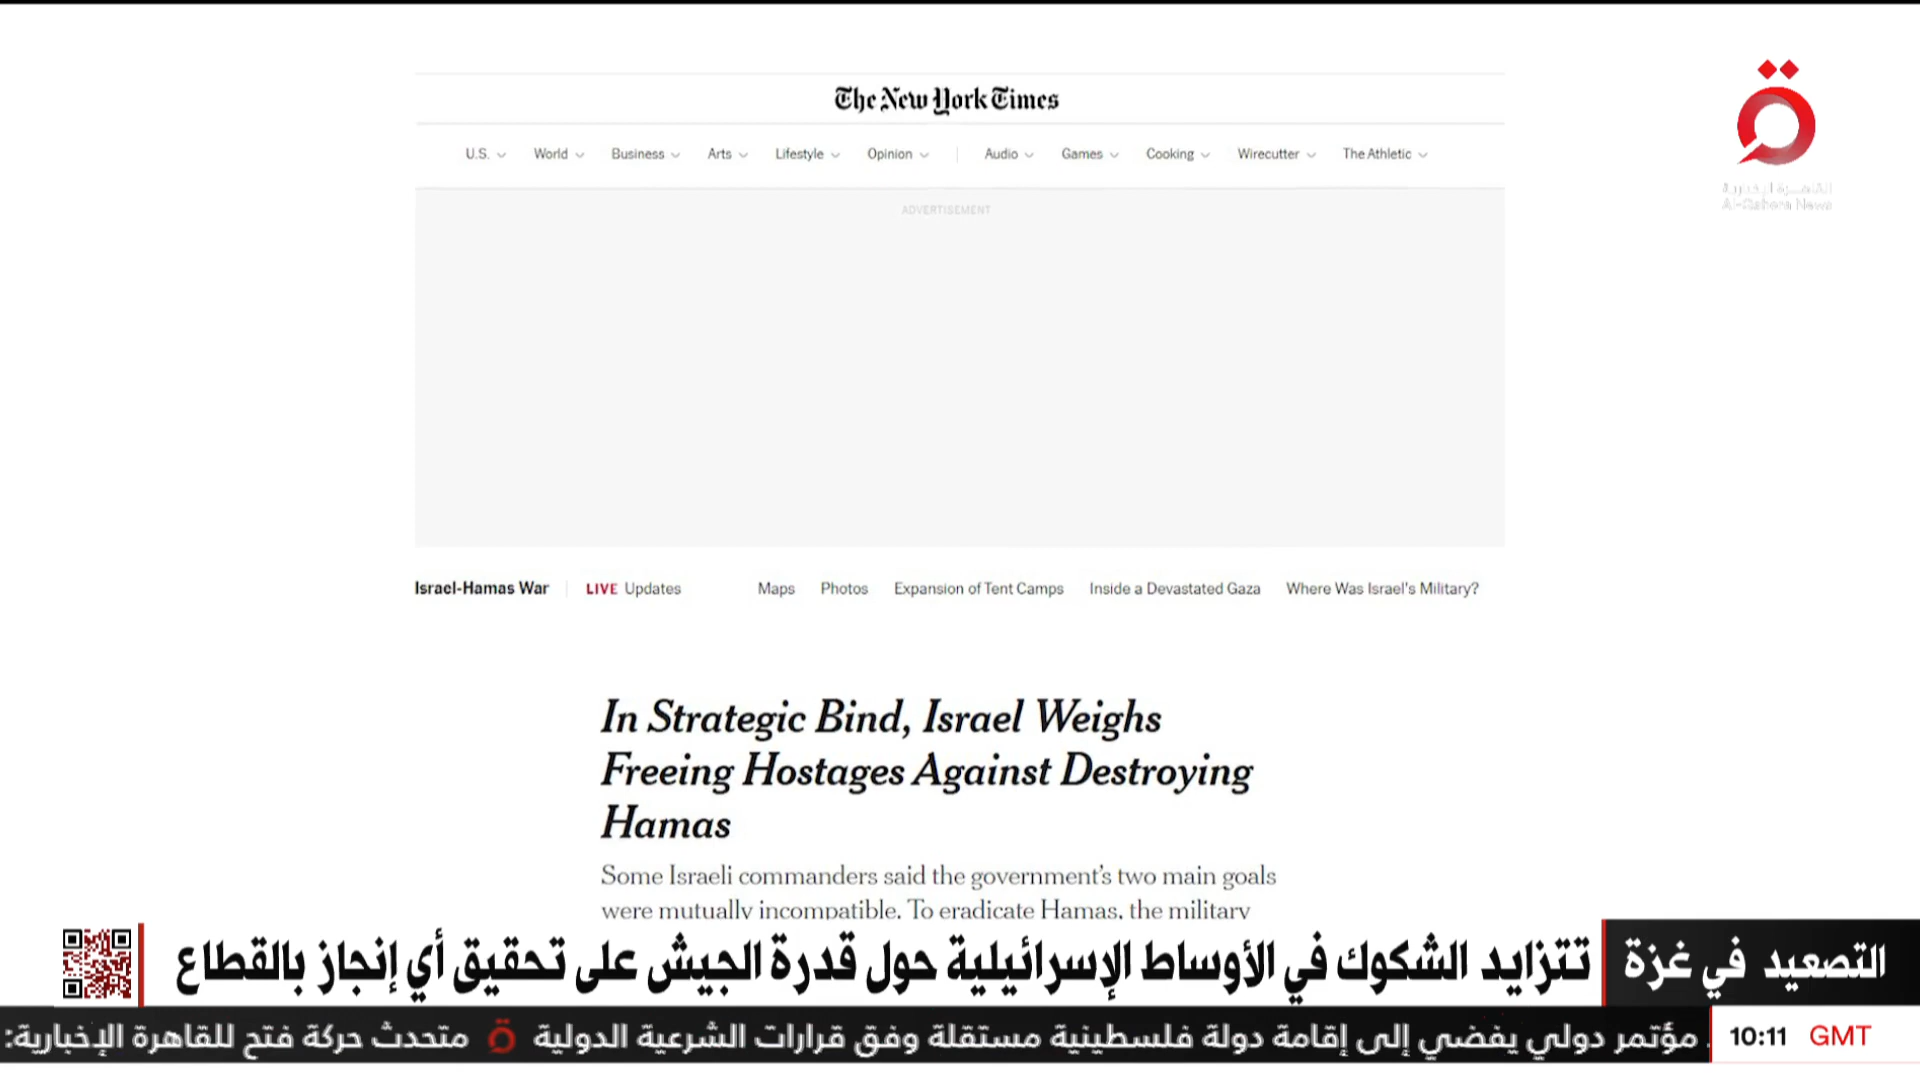 The New York Times
U.S. World Business Arts Lifestyle Opinion Audio Games Cooking Wirecutter The Athletic
ADVERTISEMENT
القاهرة الإخبارية
Al-Qahera News
Israel-Hamas War LIVE Updates Maps Photos Expansion of Tent Camps Inside a Devastated Gaza Where Was Israel's Military?
In Strategic Bind, Israel Weighs
Freeing Hostages Against Destroying
Hamas
Some Israeli commanders said the government's two main goals
were mutually incompatible. To eradicate Hamas, the military
التصعيد في غزة
تتزايد الشكوك في الأوساط الإسرائيلية حول قدرة الجيش على تحقيق أي إنجاز بالقطاع
مؤتمر دولي يفضي إلى إقامة دولة فلسطينية مستقلة وفق قرارات الشرعية الدولية
متحدث حركة فتح للقاهرة الإخبارية:
10:11 GMT